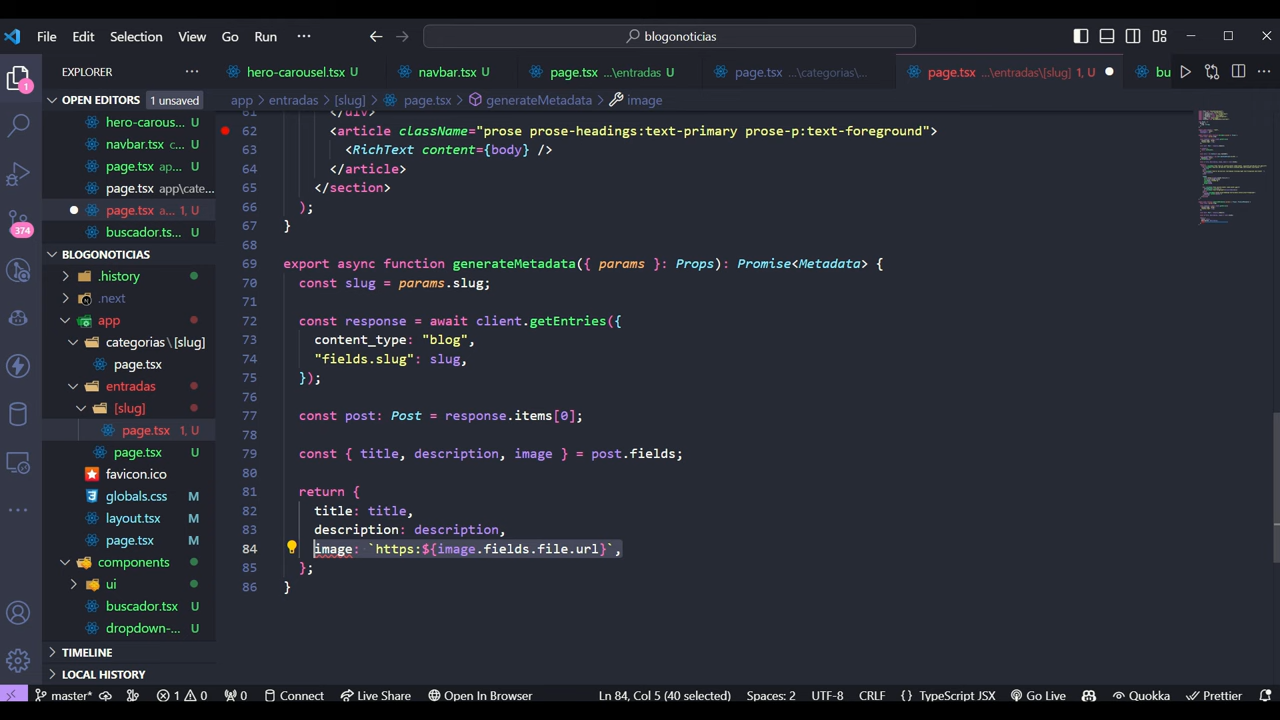 File Edit Selection View Go Run ··· blogonoticias
EXPLORER ···
hero-carousel.tsx U navbar.tsx U page.tsx ...\entradas U page.tsx ...\categorias\... page.tsx ...\entradas\[slug] 1, U bu ···
OPEN EDITORS 1 unsaved
app > entradas > [slug] > page.tsx > generateMetadata > image
hero-carous... U
navbar.tsx c... U
page.tsx ap... U
page.tsx app\cate...
page.tsx a... 1, U
buscador.ts... U
BLOGONOTICIAS
.history
.next
app
categorias\[slug]
page.tsx
entradas
[slug]
page.tsx 1, U
page.tsx U
favicon.ico
globals.css M
layout.tsx M
page.tsx M
components
ui
buscador.tsx U
dropdown-... U
TIMELINE
LOCAL HISTORY
1
374
61 </div>
62 <article className="prose prose-headings:text-primary prose-p:text-foreground">
63 <RichText content={body} />
64 </article>
65 </section>
66 );
67 }
68
69 export async function generateMetadata({ params }: Props): Promise<Metadata> {
70 const slug = params.slug;
71
72 const response = await client.getEntries({
73 content_type: "blog",
74 "fields.slug": slug,
75 });
76
77 const post: Post = response.items[0];
78
79 const { title, description, image } = post.fields;
80
81 return {
82 title: title,
83 description: description,
84 image: `https:${image.fields.file.url}`,
85 };
86 }
master* 1 0 0 Connect Live Share Open In Browser Ln 84, Col 5 (40 selected) Spaces: 2 UTF-8 CRLF {} TypeScript JSX Go Live Quokka Prettier